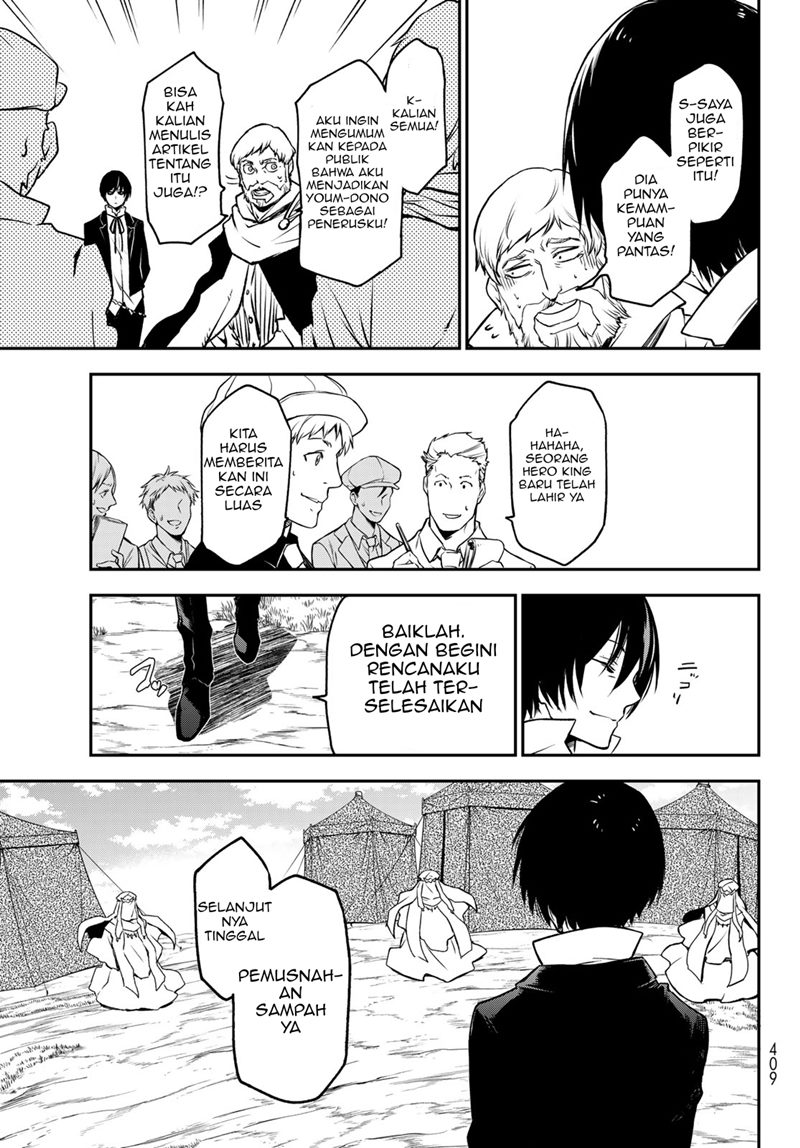 S-SAYA
JUGA
BER-
PIKIR
SEPERTI
ITU!
DIA
PUNYA
KEMAM-
PUAN
YANG
PANTAS!
K-
KALIAN
SEMUA!
AKU INGIN
MENGUMUM
KAN KEPADA
PUBLIK
BAHWA AKU
MENJADIKAN
YOUM-DONO
SEBAGAI
PENERUSKU!
BISA
KAH
KALIAN
MENULIS
ARTIKEL
TENTANG
ITU
JUGA!?
HA-
HAHAHA,
SEORANG
HERO KING
BARU TELAH
LAHIR YA
KITA
HARUS
MEMBERITA
KAN INI
SECARA
LUAS
BAIKLAH.
DENGAN BEGINI
RENCANAKU
TELAH TER-
SELESAIKAN
SELANJUT
NYA
TINGGAL
PEMUSNAH-
AN
SAMPAH
YA
409